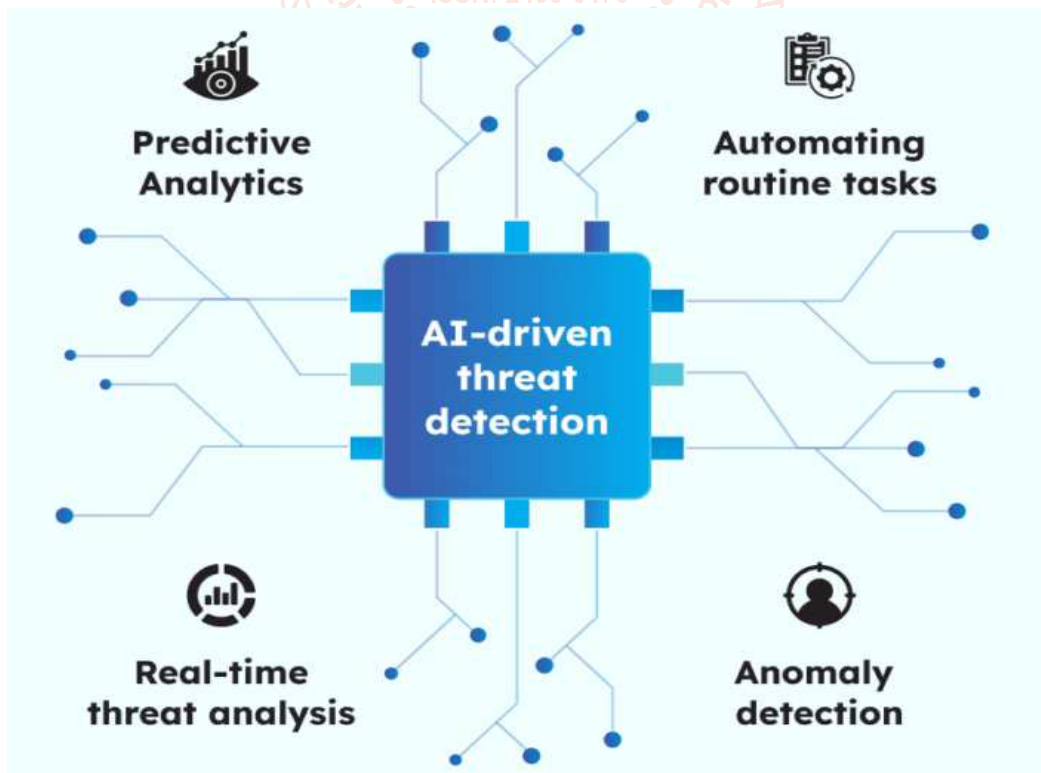 Predictive
Analytics
Automating
routine tasks
AI-driven
threat
detection
Real-time
threat analysis
Anomaly
detection